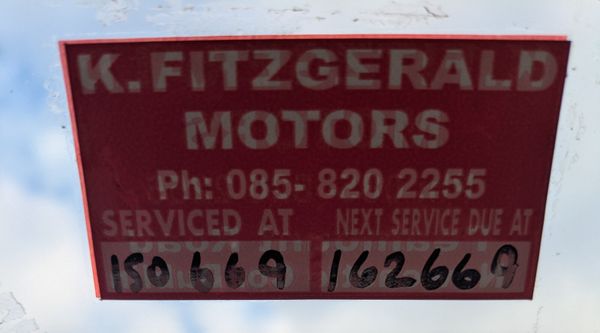 K.FITZGERALD
MOTORS
Ph: 085- 820 2255
SERVICED AT NEXT SERVICE DUE AT
150669 162669